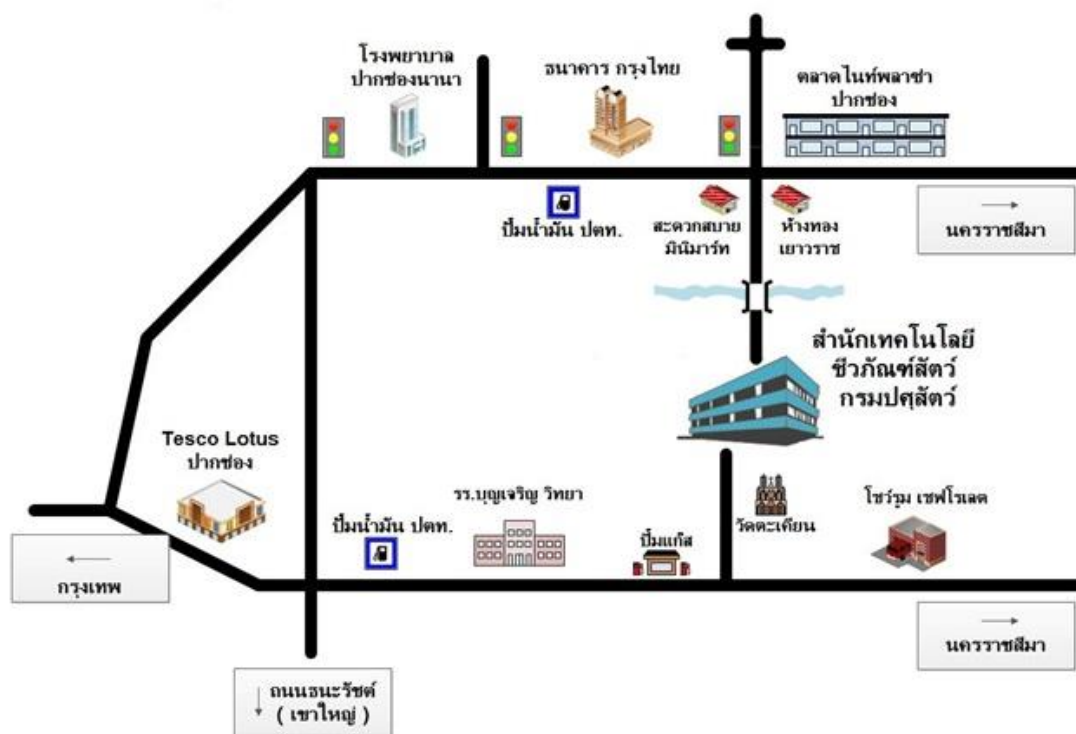 โรงพยาบาล
ปากช่องนานา
ธนาคาร กรุงไทย
ตลาดไนท์พลาซ่า
ปากช่อง
ปั๊มน้ำมัน ปตท.
สะดวกสบาย
มินิมาร์ท
ห้างทอง
เยาวราช
นครราชสีมา
สำนักเทคโนโลยี
ชีวภัณฑ์สัตว์
กรมปศุสัตว์
Tesco Lotus
ปากช่อง
ปั๊มน้ำมัน ปตท.
รร.บุญเจริญ วิทยา
ปั๊มแก๊ส
วัดตะเคียน
โชว์รูม เชฟโรเลต
กรุงเทพ
นครราชสีมา
ถนนธนะรัชต์
( เขาใหญ่ )